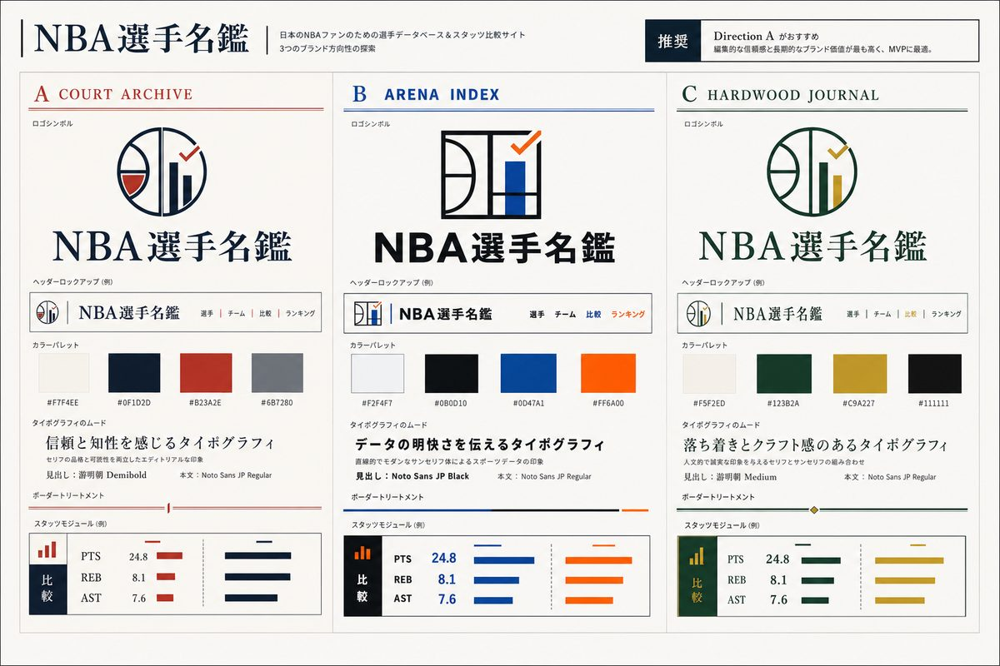 NBA選手名鑑
日本のNBAファンのための選手データベース&スタッツ比較サイト
3つのブランド方向性の探索
推奨
Direction A がおすすめ
編集的な信頼感と長期的なブランド価値が最も高く、MVPに最適。
A COURT ARCHIVE
ロゴシンボル
NBA選手名鑑
ヘッダーロックアップ (例)
NBA選手名鑑 選手 | チーム | 比較 | ランキング
カラーパレット
#F7F4EE #0F1D2D #B23A2E #6B7280
タイポグラフィのムード
信頼と知性を感じるタイポグラフィ
セリフの品格と可読性を両立したエディトリアルな印象
見出し:游明朝 Demibold 本文:Noto Sans JP Regular
ボーダートリートメント
スタッツモジュール (例)
比較
PTS 24.8
REB 8.1
AST 7.6
B ARENA INDEX
ロゴシンボル
NBA選手名鑑
ヘッダーロックアップ (例)
NBA選手名鑑 選手 チーム 比較 ランキング
カラーパレット
#F2F4F7 #0B0D10 #0D47A1 #FF6A00
タイポグラフィのムード
データの明快さを伝えるタイポグラフィ
直線的でモダンなサンセリフ体によるスポーツデータの印象
見出し:Noto Sans JP Black 本文:Noto Sans JP Regular
ボーダートリートメント
スタッツモジュール (例)
比較
PTS 24.8
REB 8.1
AST 7.6
C HARDWOOD JOURNAL
ロゴシンボル
NBA選手名鑑
ヘッダーロックアップ (例)
NBA選手名鑑 選手 | チーム | 比較 | ランキング
カラーパレット
#F5F2ED #123B2A #C9A227 #111111
タイポグラフィのムード
落ち着きとクラフト感のあるタイポグラフィ
人文的で誠実な印象を与えるセリフとサンセリフの組み合わせ
見出し:游明朝 Medium 本文:Noto Sans JP Regular
ボーダートリートメント
スタッツモジュール (例)
比較
PTS 24.8
REB 8.1
AST 7.6